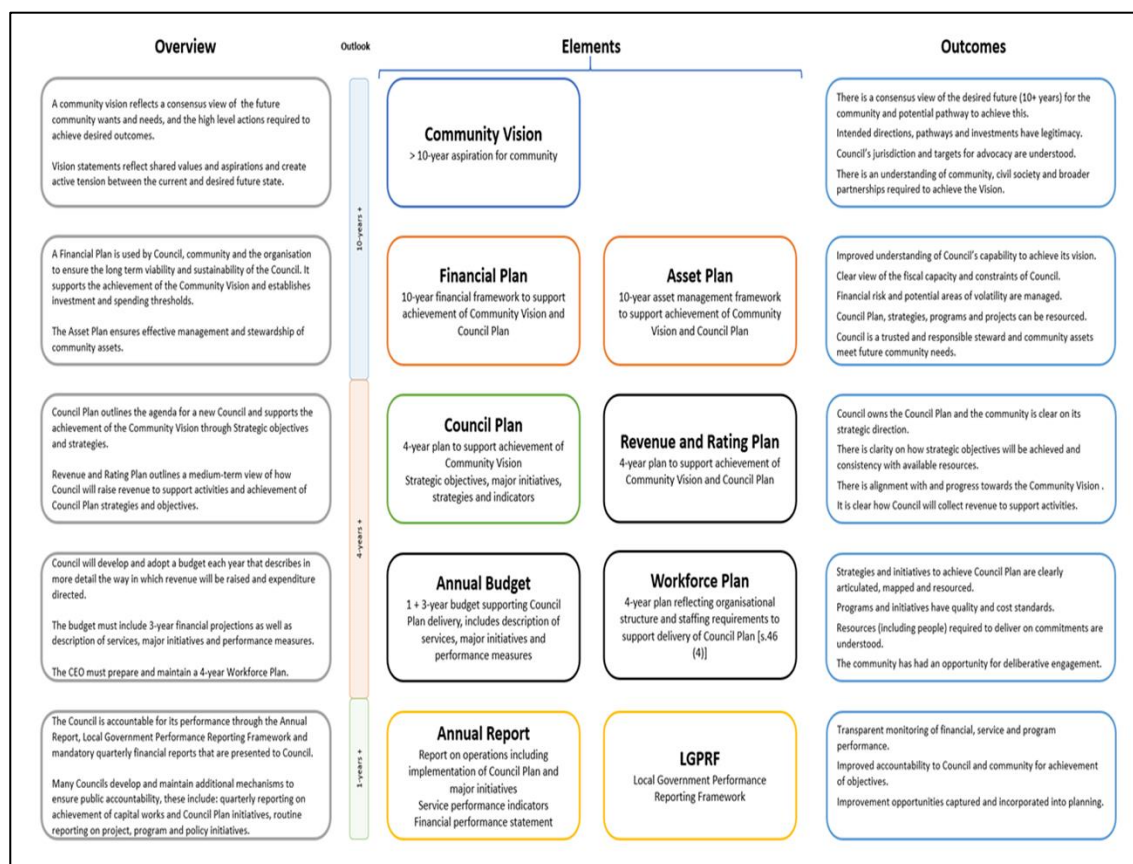 Overview
Outlook
Elements
Outcomes
A community vision reflects a consensus view of the future
community wants and needs, and the high level actions required to
achieve desired outcomes.
Vision statements reflect shared values and aspirations and create
active tension between the current and desired future state.
10-years +
Community Vision
> 10-year aspiration for community
There is a consensus view of the desired future (10+ years) for the
community and potential pathway to achieve this.
Intended directions, pathways and investments have legitimacy.
Council's jurisdiction and targets for advocacy are understood.
There is an understanding of community, civil society and broader
partnerships required to achieve the Vision.
A Financial Plan is used by Council, community and the organisation
to ensure the long term viability and sustainability of the Council. It
supports the achievement of the Community Vision and establishes
investment and spending thresholds.
The Asset Plan ensures effective management and stewardship of
community assets.
Financial Plan
10-year financial framework to support
achievement of Community Vision and
Council Plan
Asset Plan
10-year asset management framework
to support achievement of Community
Vision and Council Plan
Improved understanding of Council's capability to achieve its vision.
Clear view of the fiscal capacity and constraints of Council.
Financial risk and potential areas of volatility are managed.
Council Plan, strategies, programs and projects can be resourced.
Council is a trusted and responsible steward and community assets
meet future community needs.
Council Plan outlines the agenda for a new Council and supports the
achievement of the Community Vision through Strategic objectives
and strategies.
Revenue and Rating Plan outlines a medium-term view of how
Council will raise revenue to support activities and achievement of
Council Plan strategies and objectives.
4-years +
Council Plan
4-year plan to support achievement of
Community Vision
Strategic objectives, major initiatives,
strategies and indicators
Revenue and Rating Plan
4-year plan to support achievement of
Community Vision and Council Plan
Council owns the Council Plan and the community is clear on its
strategic direction.
There is clarity on how strategic objectives will be achieved and
consistency with available resources.
There is alignment with and progress towards the Community Vision .
It is clear how Council will collect revenue to support activities.
Council will develop and adopt a budget each year that describes in
more detail the way in which revenue will be raised and expenditure
directed.
The budget must include 3-year financial projections as well as
description of services, major initiatives and performance measures.
The CEO must prepare and maintain a 4-year Workforce Plan.
Annual Budget
1 + 3-year budget supporting Council
Plan delivery, includes description of
services, major initiatives and
performance measures
Workforce Plan
4-year plan reflecting organisational
structure and staffing requirements to
support delivery of Council Plan [s.46
(4)]
Strategies and initiatives to achieve Council Plan are clearly
articulated, mapped and resourced.
Programs and initiatives have quality and cost standards.
Resources (including people) required to deliver on commitments are
understood.
The community has had an opportunity for deliberative engagement.
The Council is accountable for its performance through the Annual
Report, Local Government Performance Reporting Framework and
mandatory quarterly financial reports that are presented to Council.
Many Councils develop and maintain additional mechanisms to
ensure public accountability, these include: quarterly reporting on
achievement of capital works and Council Plan initiatives, routine
reporting on project, program and policy initiatives.
1-years +
Annual Report
Report on operations including
implementation of Council Plan and
major initiatives
Service performance indicators
Financial performance statement
LGPRF
Local Government Performance
Reporting Framework
Transparent monitoring of financial, service and program
performance.
Improved accountability to Council and community for achievement
of objectives.
Improvement opportunities captured and incorporated into planning.